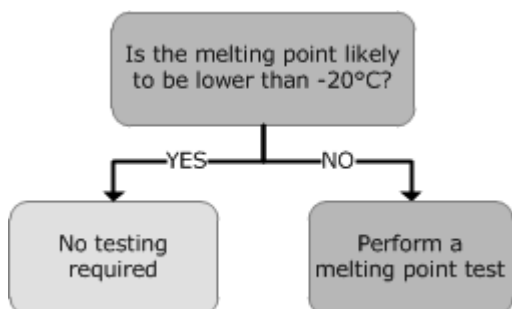 Is the melting point likely
to be lower than -20°C?
YES
NO
No testing
required
Perform a
melting point test